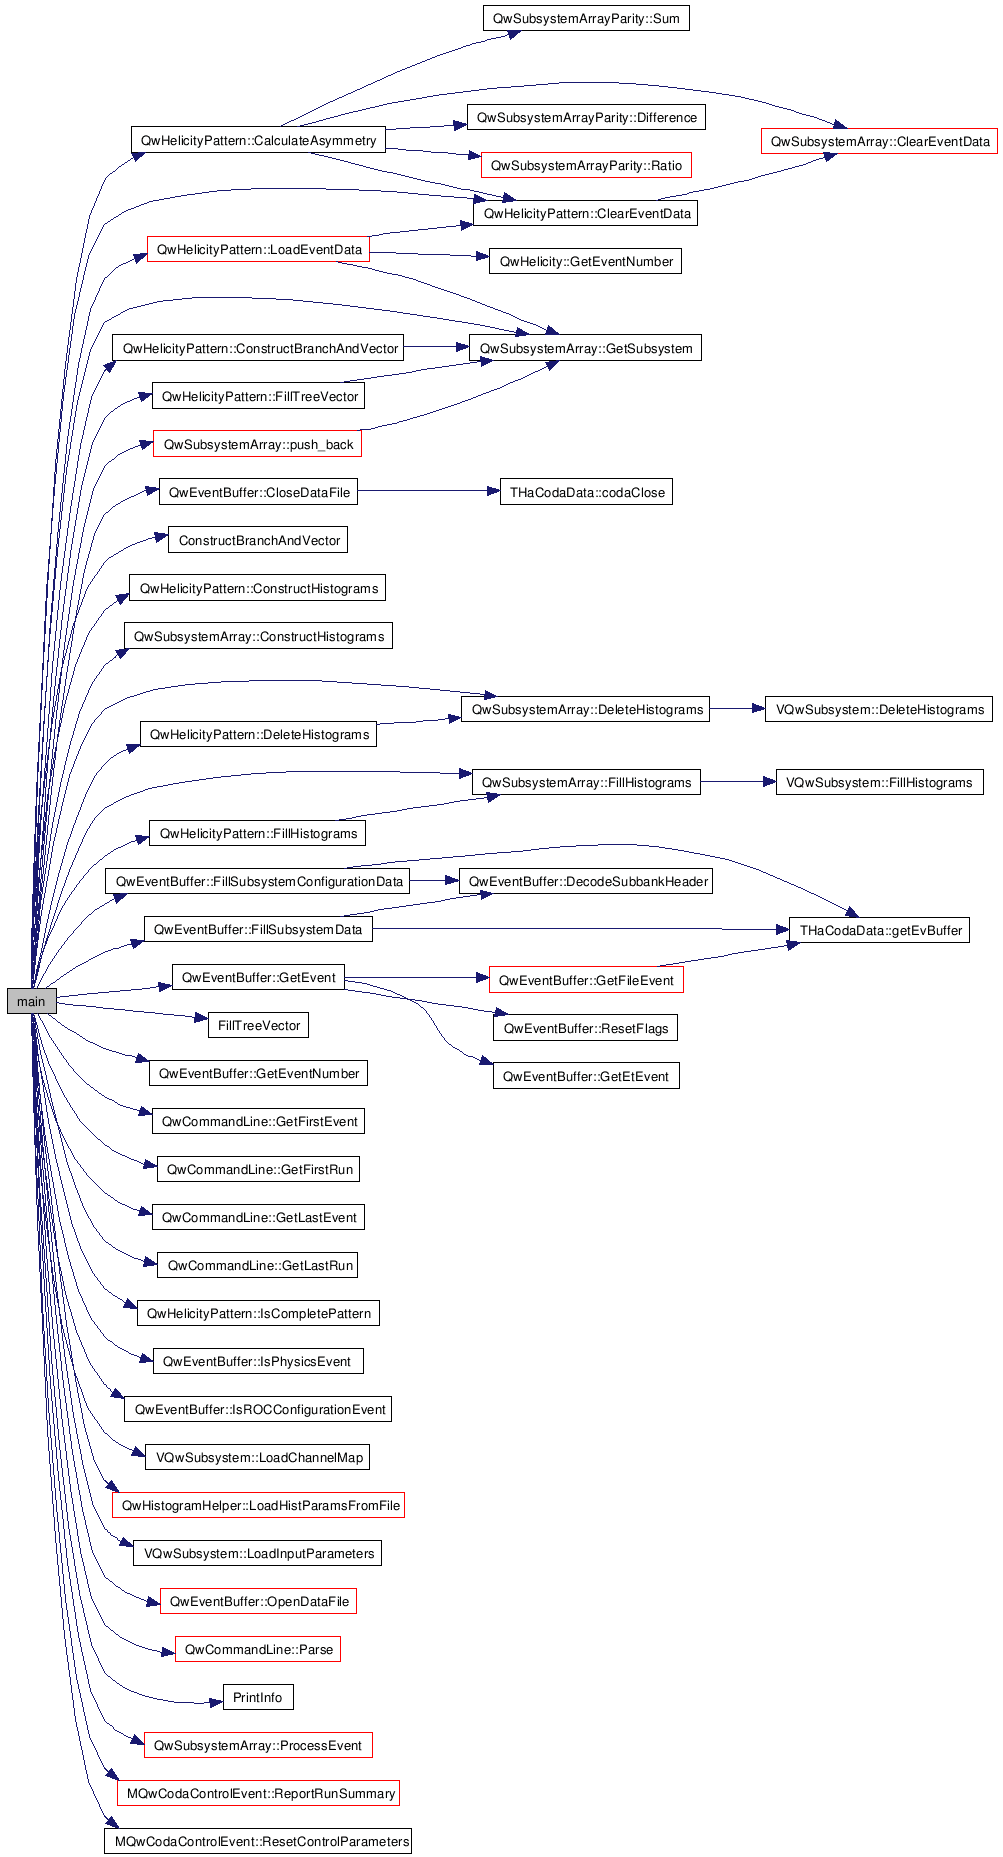 QwSubsystemArrayParity::Sum
QwSubsystemArrayParity::Difference
QwHelicityPattern::CalculateAsymmetry
QwSubsystemArray::ClearEventData
QwSubsystemArrayParity::Ratio
QwHelicityPattern::ClearEventData
QwHelicityPattern::LoadEventData
QwHelicity::GetEventNumber
QwHelicityPattern::ConstructBranchAndVector
QwSubsystemArray::GetSubsystem
QwHelicityPattern::FillTreeVector
QwSubsystemArray::push_back
QwEventBuffer::CloseDataFile
THaCodaData::codaClose
ConstructBranchAndVector
QwHelicityPattern::ConstructHistograms
QwSubsystemArray::ConstructHistograms
QwSubsystemArray::DeleteHistograms
VQwSubsystem::DeleteHistograms
QwHelicityPattern::DeleteHistograms
QwSubsystemArray::FillHistograms
VQwSubsystem::FillHistograms
QwHelicityPattern::FillHistograms
QwEventBuffer::FillSubsystemConfigurationData
QwEventBuffer::DecodeSubbankHeader
QwEventBuffer::FillSubsystemData
THaCodaData::getEvBuffer
QwEventBuffer::GetEvent
QwEventBuffer::GetFileEvent
main
FillTreeVector
QwEventBuffer::ResetFlags
QwEventBuffer::GetEventNumber
QwEventBuffer::GetEtEvent
QwCommandLine::GetFirstEvent
QwCommandLine::GetFirstRun
QwCommandLine::GetLastEvent
QwCommandLine::GetLastRun
QwHelicityPattern::IsCompletePattern
QwEventBuffer::IsPhysicsEvent
QwEventBuffer::IsROCConfigurationEvent
VQwSubsystem::LoadChannelMap
QwHistogramHelper::LoadHistParamsFromFile
VQwSubsystem::LoadInputParameters
QwEventBuffer::OpenDataFile
QwCommandLine::Parse
PrintInfo
QwSubsystemArray::ProcessEvent
MQwCodaControlEvent::ReportRunSummary
MQwCodaControlEvent::ResetControlParameters